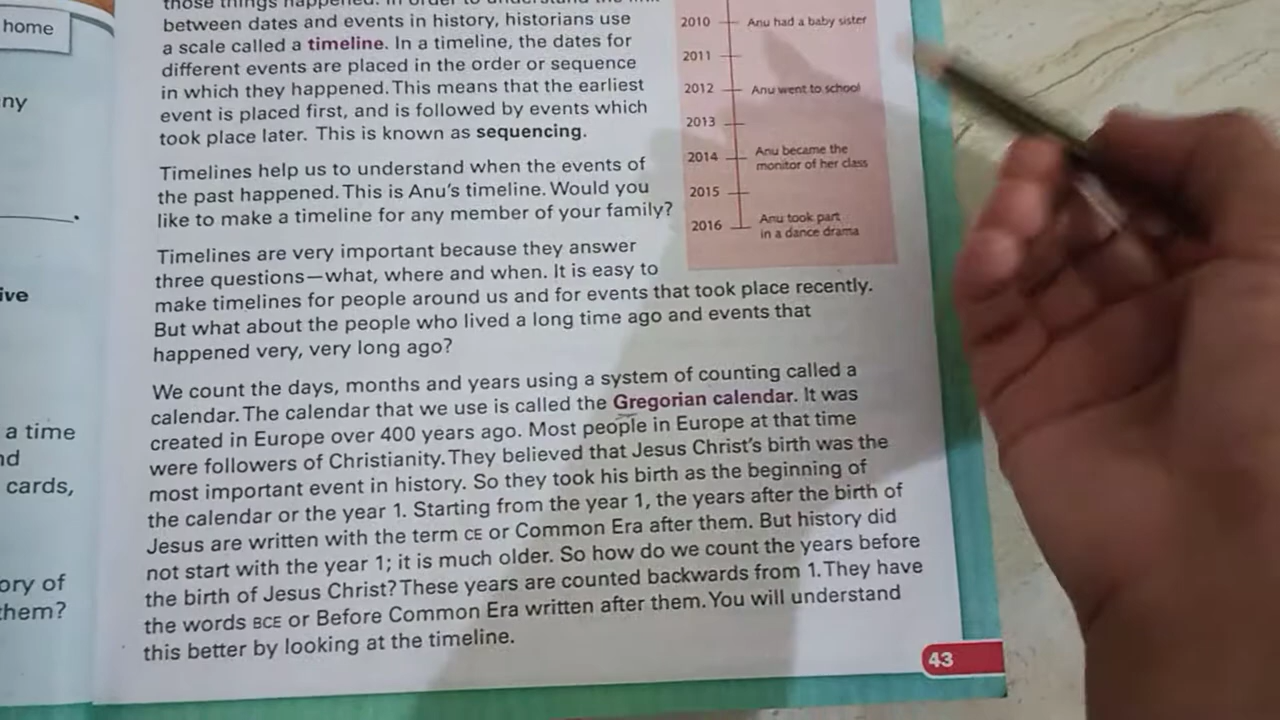 home
ny
ive
a time
nd
cards,
ory of
them?
those things happened. In order to understand the link
between dates and events in history, historians use
a scale called a timeline. In a timeline, the dates for
different events are placed in the order or sequence
in which they happened. This means that the earliest
event is placed first, and is followed by events which
took place later. This is known as sequencing.
Timelines help us to understand when the events of
the past happened. This is Anu's timeline. Would you
like to make a timeline for any member of your family?
Timelines are very important because they answer
three questions—what, where and when. It is easy to
make timelines for people around us and for events that took place recently.
But what about the people who lived a long time ago and events that
happened very, very long ago?
2010 Anu had a baby sister
2011
2012 Anu went to school
2013
2014 Anu became the
monitor of her class
2015
2016 Anu took part
in a dance drama
We count the days, months and years using a system of counting called a
calendar. The calendar that we use is called the Gregorian calendar. It was
created in Europe over 400 years ago. Most people in Europe at that time
were followers of Christianity. They believed that Jesus Christ's birth was the
most important event in history. So they took his birth as the beginning of
the calendar or the year 1. Starting from the year 1, the years after the birth of
Jesus are written with the term CE or Common Era after them. But history did
not start with the year 1; it is much older. So how do we count the years before
the birth of Jesus Christ? These years are counted backwards from 1. They have
the words BCE or Before Common Era written after them. You will understand
this better by looking at the timeline.
43